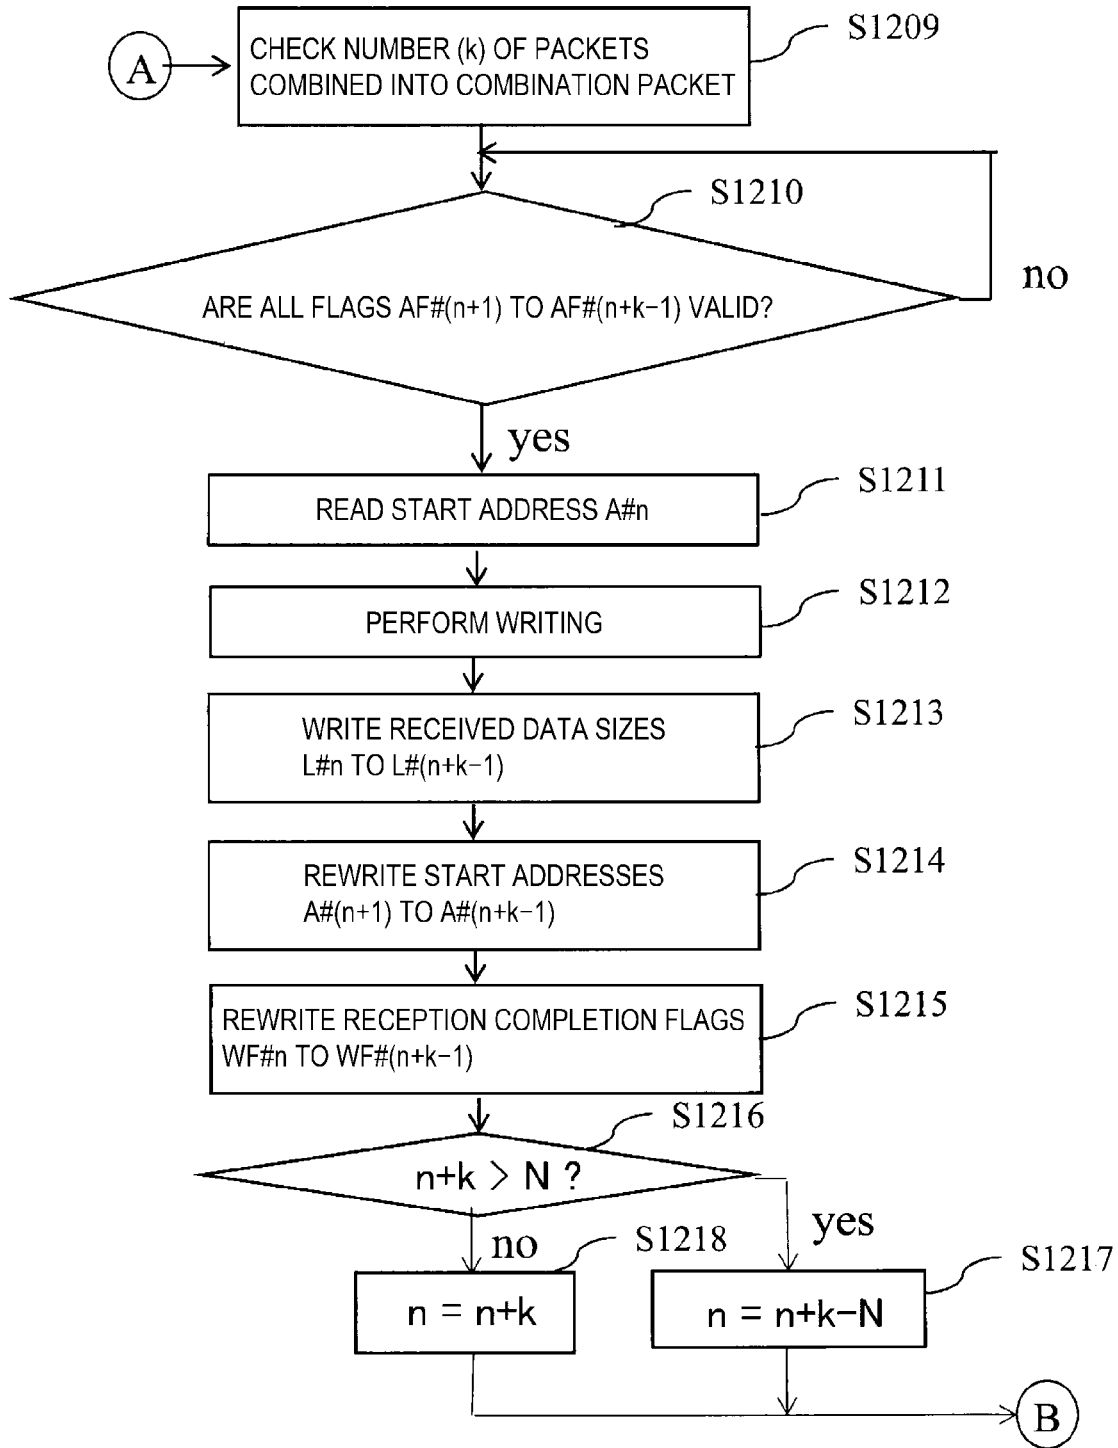 S1209
CHECK NUMBER (k) OF PACKETS
A
COMBINED INTO COMBINATION PACKET
S1210
no
ARE ALL FLAGS AF#(n+1) TO AF#(n+k−1) VALID?
yes
S1211
READ START ADDRESS A#n
S1212
PERFORM WRITING
S1213
WRITE RECEIVED DATA SIZES
L#n TO L#(n+k−1)
S1214
REWRITE START ADDRESSES
A#(n+1) TO A#(n+k−1)
S1215
REWRITE RECEPTION COMPLETION FLAGS
WF#n TO WF#(n+k−1)
S1216
n+k > N ?
yes
no
S1218
S1217
n = n+k
n = n+k−N
B